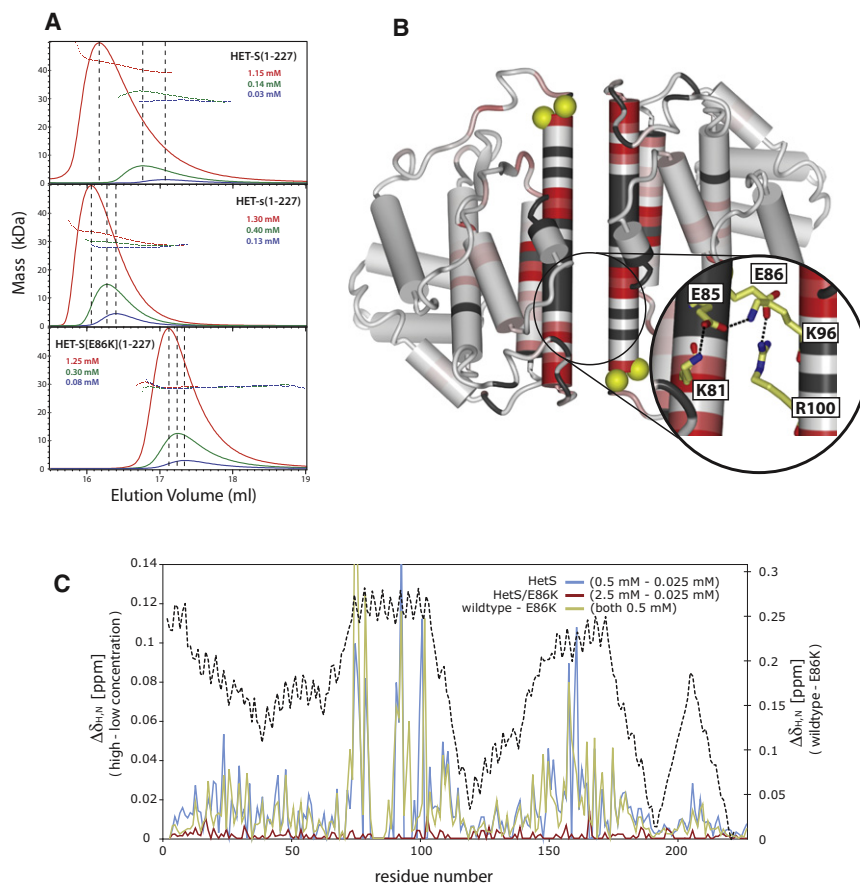 A
HET-S(1-227)
1.15 mM
0.14 mM
0.03 mM
40
30
20
10
0
HET-s(1-227)
1.30 mM
0.40 mM
0.13 mM
40
30
20
10
0
HET-S[E86K](1-227)
1.25 mM
0.30 mM
0.08 mM
40
30
20
10
0
16 17 18 19
Mass (kDa)
Elution Volume (ml)
B
E85
E86
K96
K81
R100
C
0.14
0.12
0.1
0.08
0.06
0.04
0.02
0
ΔδH,N [ppm]
( high - low concentration )
HetS (0.5 mM - 0.025 mM)
HetS/E86K (2.5 mM - 0.025 mM)
wildtype - E86K (both 0.5 mM)
0.3
0.25
0.2
0.15
0.1
0.05
0
ΔδH,N [ppm]
( wildtype - E86K)
0 50 100 150 200
residue number